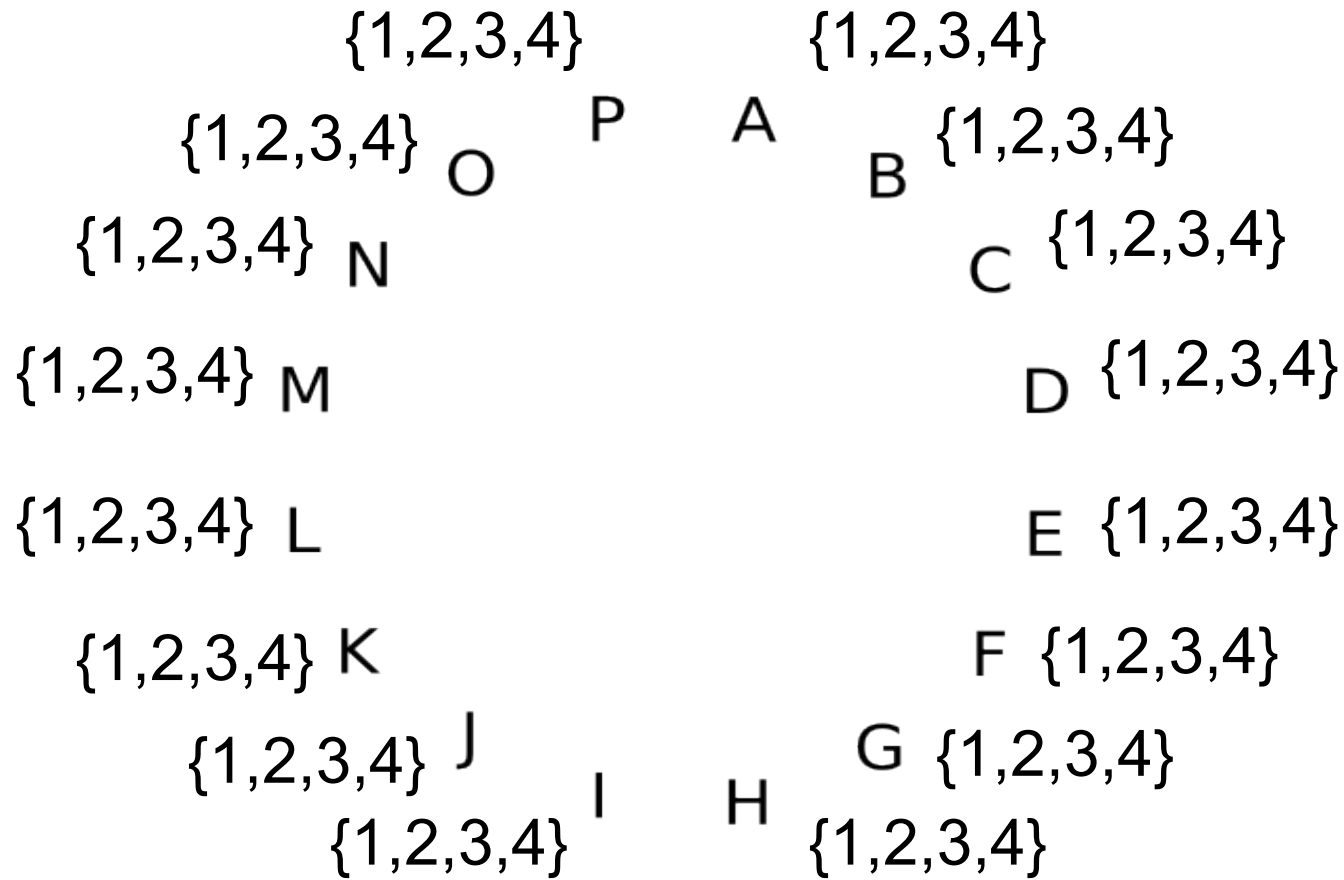 {1,2,3,4} {1,2,3,4}
P A
{1,2,3,4} O B {1,2,3,4}
{1,2,3,4} N C {1,2,3,4}
{1,2,3,4} M D {1,2,3,4}
{1,2,3,4} L E {1,2,3,4}
{1,2,3,4} K F {1,2,3,4}
{1,2,3,4} J G {1,2,3,4}
I H
{1,2,3,4} {1,2,3,4}